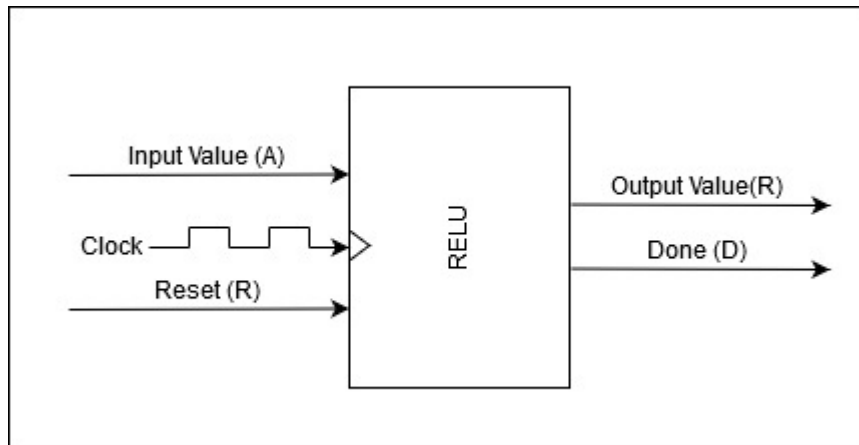 Input Value (A)
Clock
Reset (R)
RELU
Output Value(R)
Done (D)